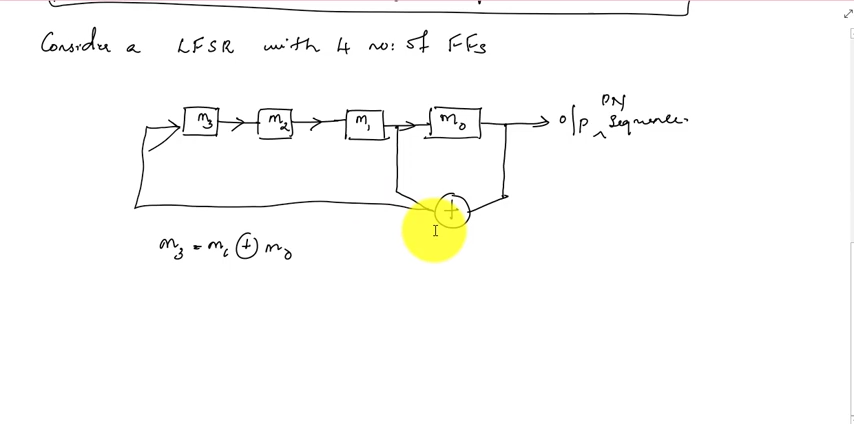 Consider a LFSR with 4 no: of FFs
m3 → m2 → m1 → m0 → o/p ^ PN Sequence.
+
m3 = m1 ⊕ m0